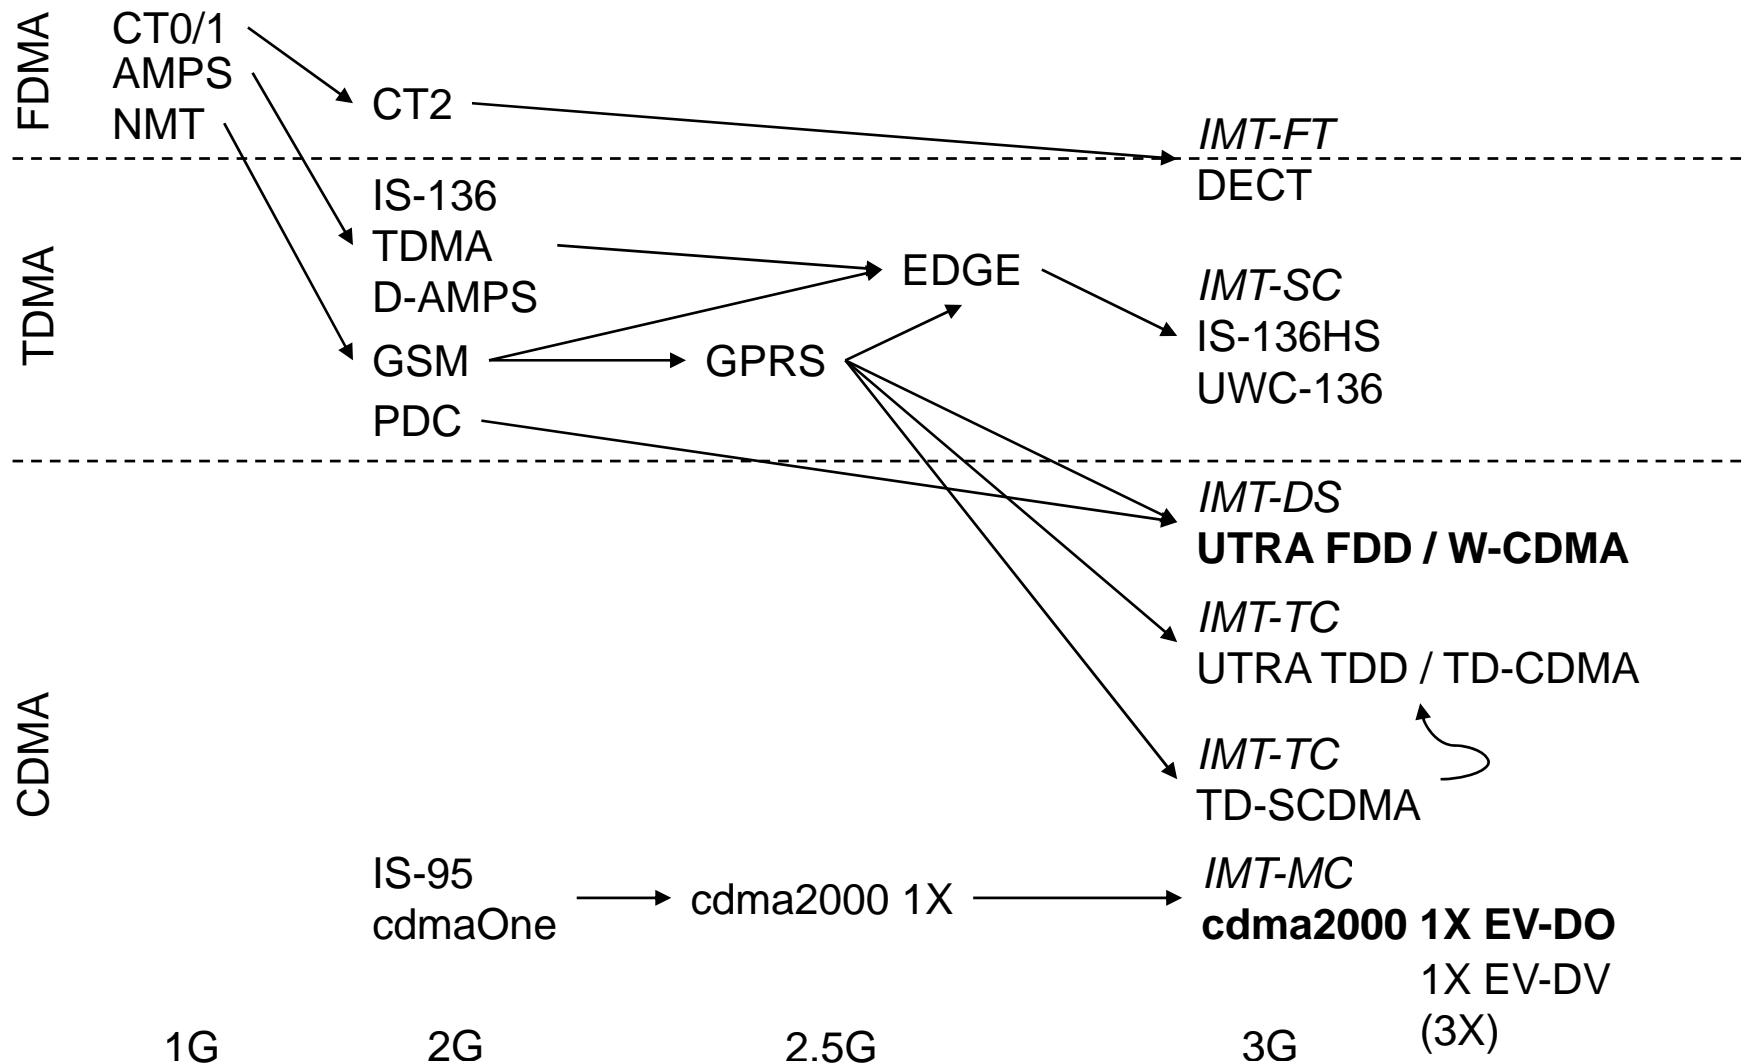 FDMA
CT0/1
AMPS
NMT
CT2
IMT-FT
DECT
TDMA
IS-136
TDMA
D-AMPS
GSM
PDC
GPRS
EDGE
IMT-SC
IS-136HS
UWC-136
CDMA
IMT-DS
UTRA FDD / W-CDMA
IMT-TC
UTRA TDD / TD-CDMA
IMT-TC
TD-SCDMA
IS-95
cdmaOne
cdma2000 1X
IMT-MC
cdma2000 1X EV-DO
1X EV-DV
(3X)
1G
2G
2.5G
3G